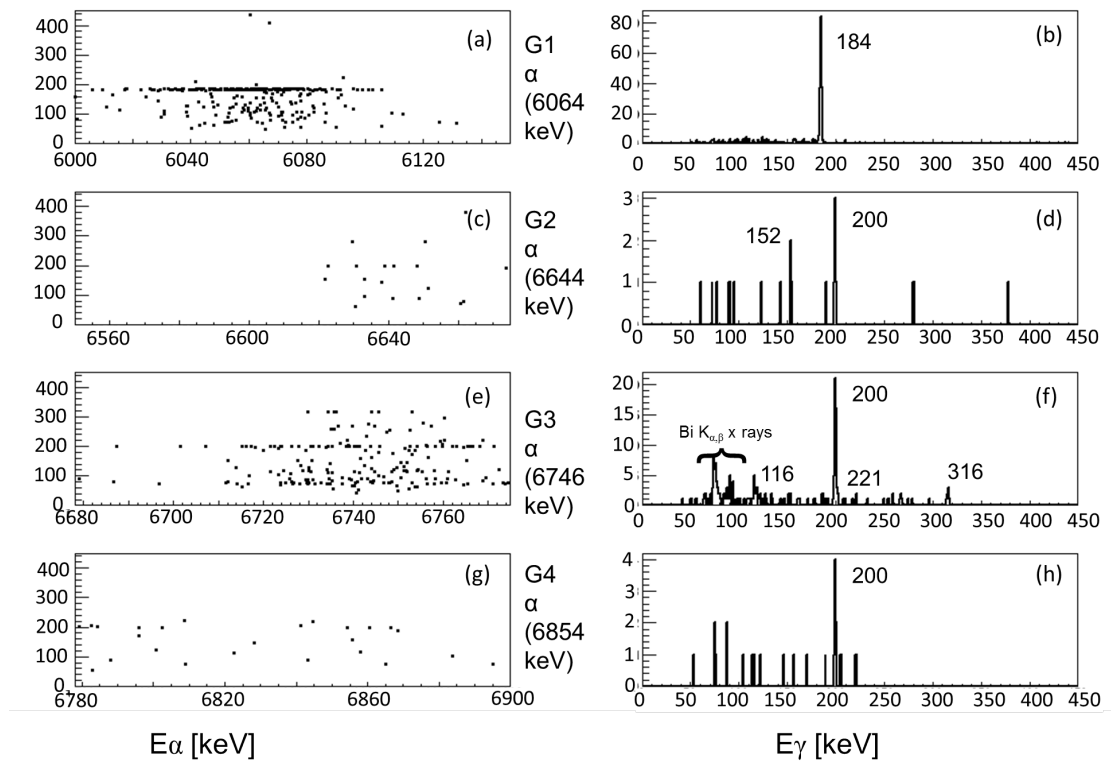 400
300
200
100
0
6000 6040 6080 6120
(a)
G1
α
(6064
keV)
80
60
40
20
0
0 50 100 150 200 250 300 350 400 450
184
(b)
400
300
200
100
0
6560 6600 6640
(c)
G2
α
(6644
keV)
3
2
1
0
0 50 100 150 200 250 300 350 400 450
152
200
(d)
400
300
200
100
0
6680 6700 6720 6740 6760
(e)
G3
α
(6746
keV)
20
15
10
5
0
0 50 100 150 200 250 300 350 400 450
Bi Kα,β x rays
116
200
221
316
(f)
400
300
200
100
0
6780 6820 6860 6900
(g)
G4
α
(6854
keV)
4
3
2
1
0
0 50 100 150 200 250 300 350 400 450
200
(h)
Eα [keV]
Eγ [keV]